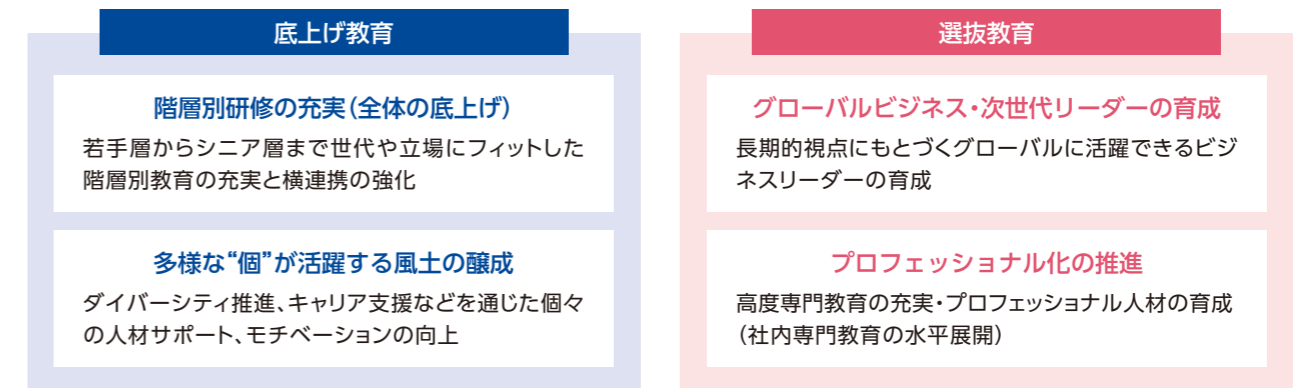 底上げ教育
階層別研修の充実(全体の底上げ)
若手層からシニア層まで世代や立場にフィットした
階層別教育の充実と横連携の強化
多様な“個”が活躍する風土の醸成
ダイバーシティ推進、キャリア支援などを通じた個々
の人材サポート、モチベーションの向上
選抜教育
グローバルビジネス・次世代リーダーの育成
長期的視点にもとづくグローバルに活躍できるビジ
ネスリーダーの育成
プロフェッショナル化の推進
高度専門教育の充実・プロフェッショナル人材の育成
(社内専門教育の水平展開)